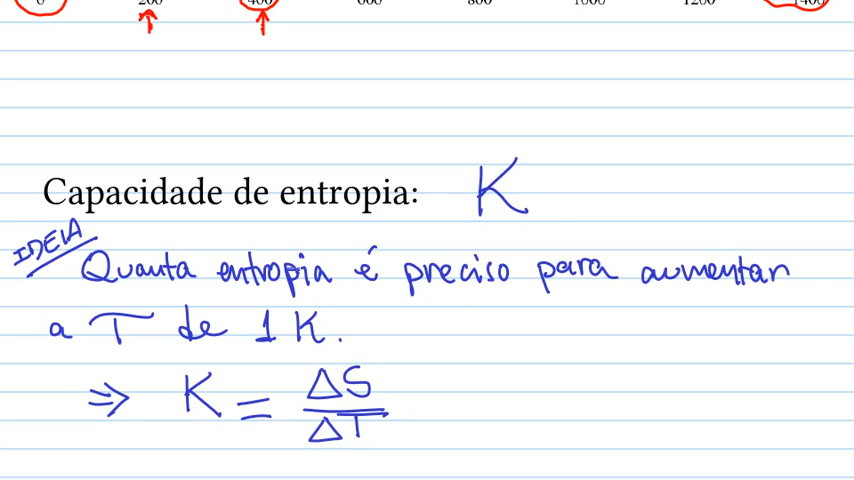 0 200 400 600 800 1000 1200 1400
Capacidade de entropia: K
IDEIA
Quanta entropia é preciso para aumentar
a T de 1 K.
⇒ K = ΔS/ΔT